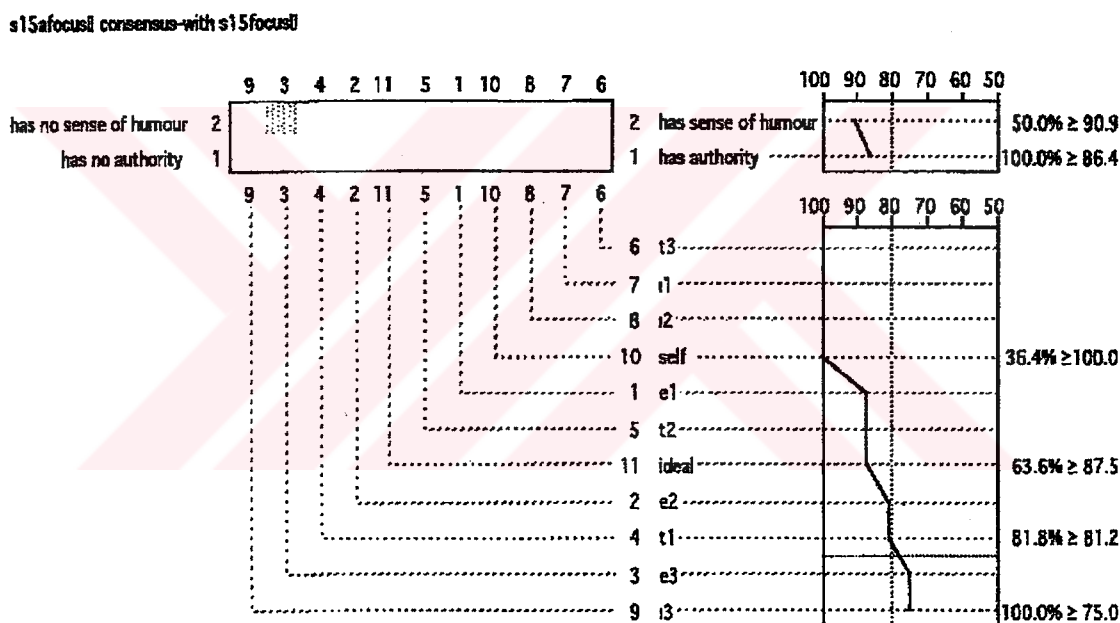 s15afocus consensus-with s15focus
9 3 4 2 11 5 1 10 8 7 6
100 90 80 70 60 50
has no sense of humour 2 2 has sense of humour 50.0% ≥ 90.9
has no authority 1 1 has authority 100.0% ≥ 86.4
9 3 4 2 11 5 1 10 8 7 6
100 90 80 70 60 50
6 t3
7 i1
8 i2
10 self 36.4% ≥100.0
1 e1
5 t2
11 ideal 63.6% ≥ 87.5
2 e2
4 t1 81.8% ≥ 81.2
3 e3
9 i3 100.0% ≥ 75.0